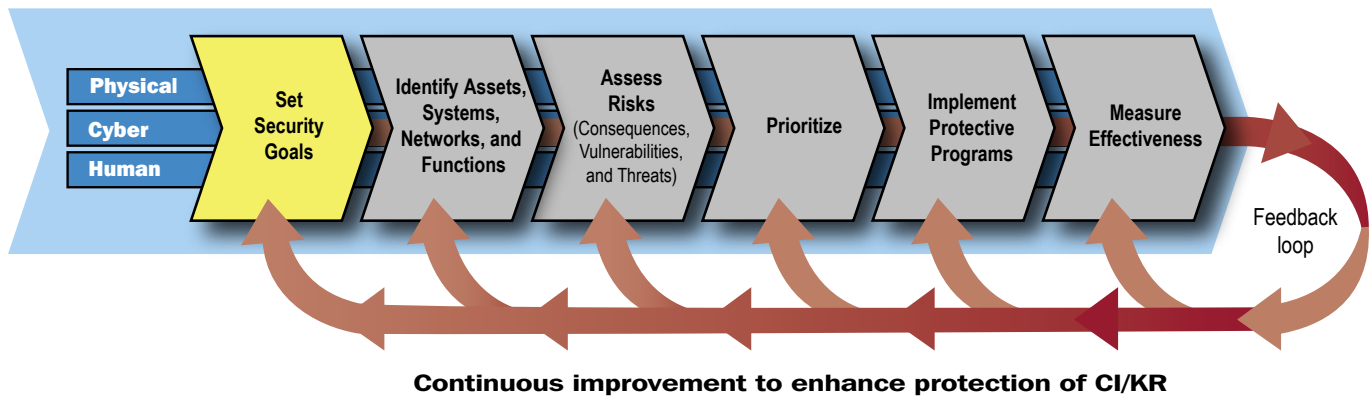 Physical
Cyber
Human
Set
Security
Goals
Identify Assets,
Systems,
Networks, and
Functions
Assess
Risks
(Consequences,
Vulnerabilities,
and Threats)
Prioritize
Implement
Protective
Programs
Measure
Effectiveness
Feedback
loop
Continuous improvement to enhance protection of CI/KR